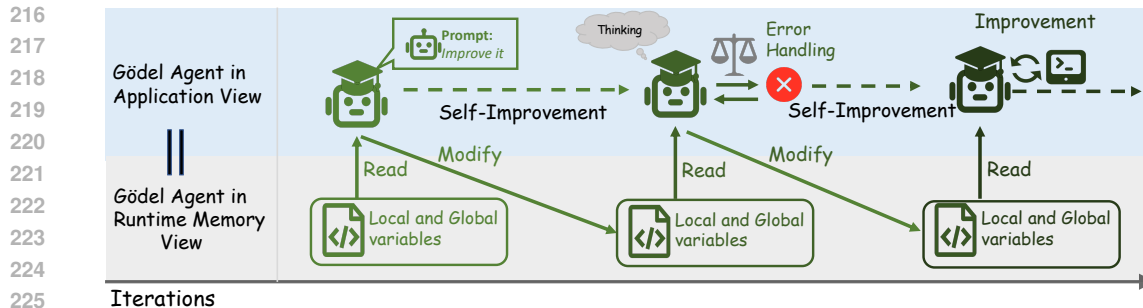 216
217
218
219
220
221
222
223
224
225
Gödel Agent in
Application View
Gödel Agent in
Runtime Memory
View
Prompt:
Improve it
Thinking
Error
Handling
Improvement
Self-Improvement
Self-Improvement
Read
Modify
Read
Modify
Read
Local and Global
variables
Local and Global
variables
Local and Global
variables
</>
</>
</>
>_
Iterations